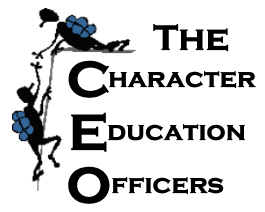 THE
CHARACTER
EDUCATION
OFFICERS